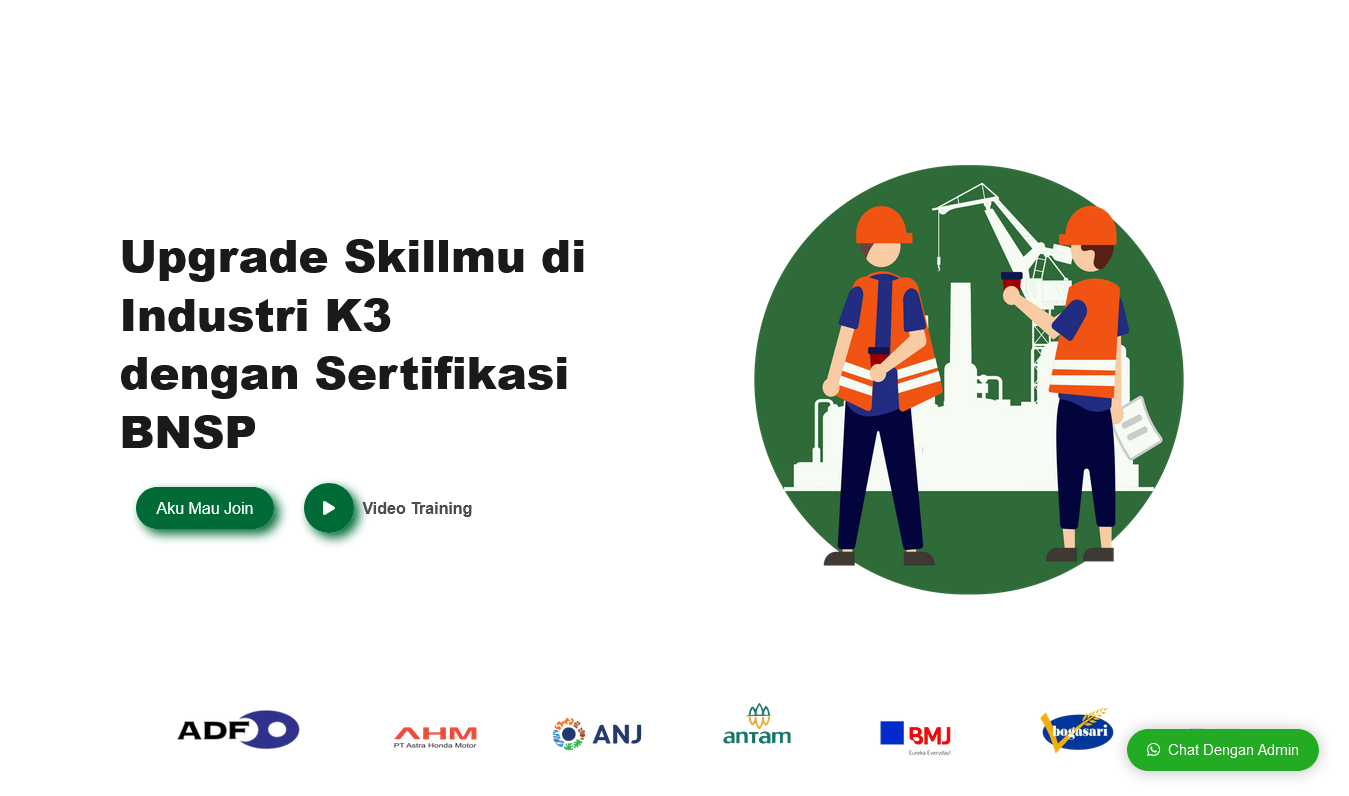 Upgrade Skillmu di
Industri K3
dengan Sertifikasi
BNSP
Aku Mau Join
Video Training
ADF
AHM
PT Astra Honda Motor
ANJ
antam
BMJ
Eureka Everyday!
bogasari
Chat Dengan Admin